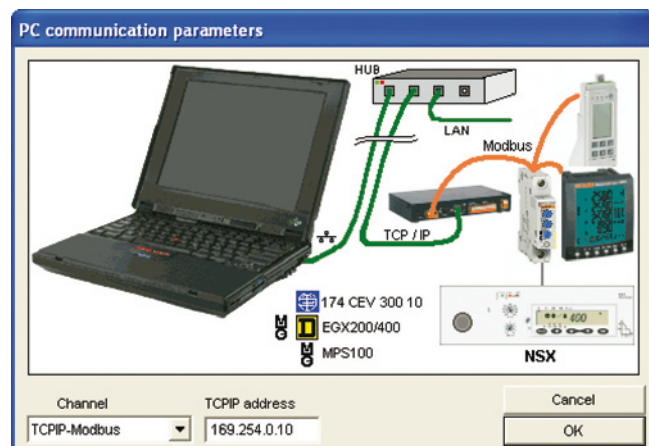 PC communication parameters
HUB
LAN
Modbus
TCP / IP
174 CEV 300 10
EGX200/400
MPS100
400
NSX
Channel
TCPIP address
Cancel
TCPIP-Modbus
169.254.0.10
OK